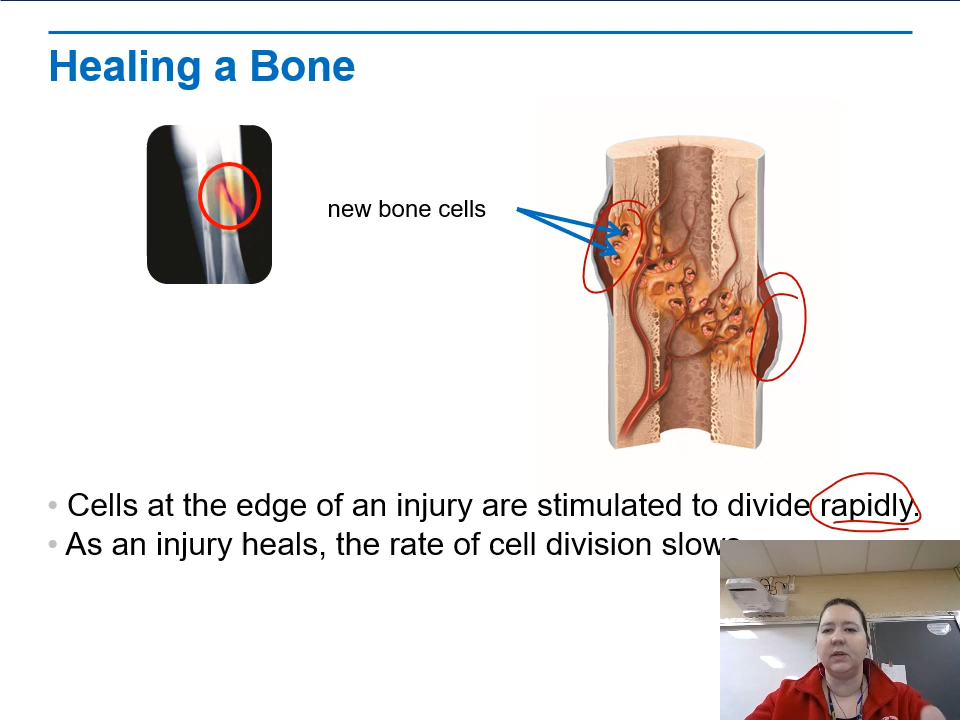 Healing a Bone
new bone cells
• Cells at the edge of an injury are stimulated to divide rapidly.
• As an injury heals, the rate of cell division slows